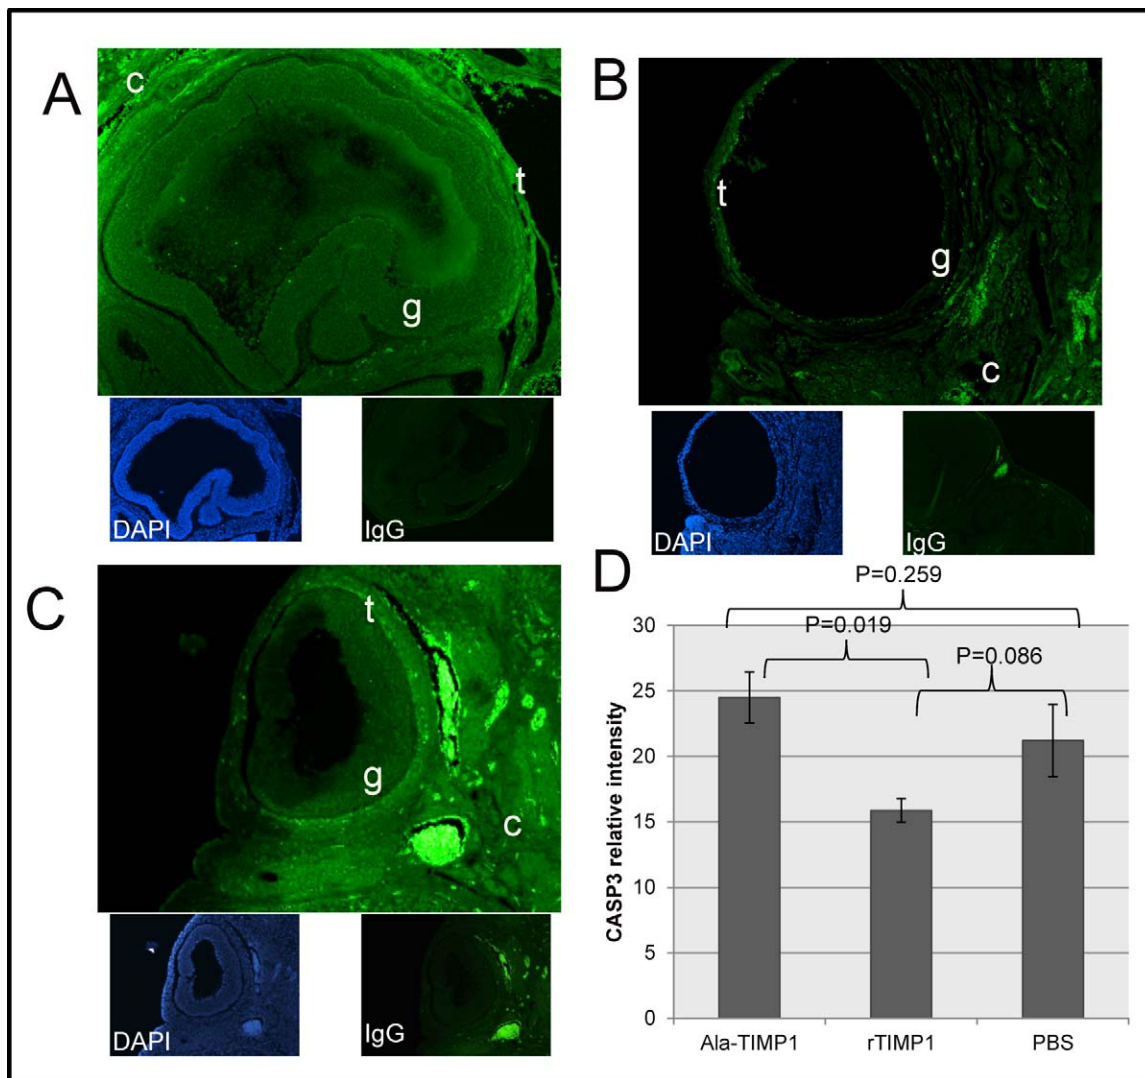 A
c
t
g
DAPI
IgG
B
t
g
c
DAPI
IgG
C
t
g
c
DAPI
IgG
D
P=0.259
P=0.019
P=0.086
CASP3 relative intensity
30
25
20
15
10
5
0
Ala-TIMP1
rTIMP1
PBS